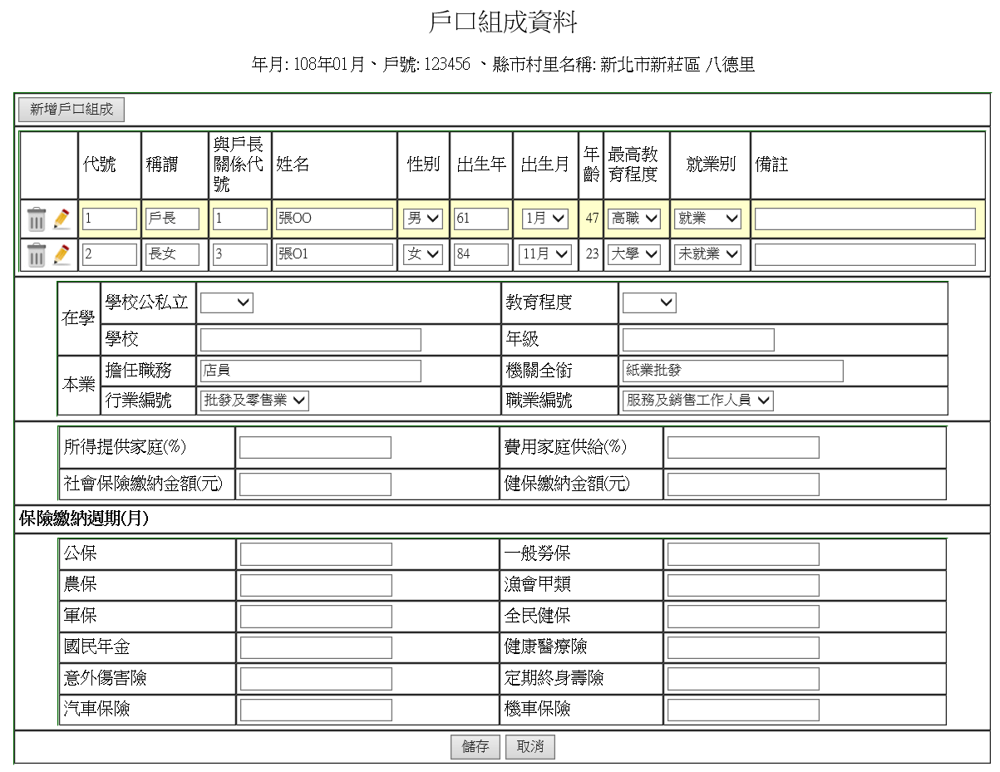 戶口組成資料
年月: 108年01月、戶號: 123456 、縣市村里名稱: 新北市新莊區 八德里
新增戶口組成
代號 稱謂 與戶長關係代號 姓名 性別 出生年 出生月 年齡 最高教育程度 就業別 備註
1 戶長 1 張OO 男 61 1月 47 高職 就業
2 長女 3 張O1 女 84 11月 23 大學 未就業
在學 學校公私立 教育程度
學校 年級
本業 擔任職務 店員 機關全銜 紙業批發
行業編號 批發及零售業 職業編號 服務及銷售工作人員
所得提供家庭(%) 費用家庭供給(%)
社會保險繳納金額(元) 健保繳納金額(元)
保險繳納週期(月)
公保 一般勞保
農保 漁會甲類
軍保 全民健保
國民年金 健康醫療險
意外傷害險 定期終身壽險
汽車保險 機車保險
儲存 取消